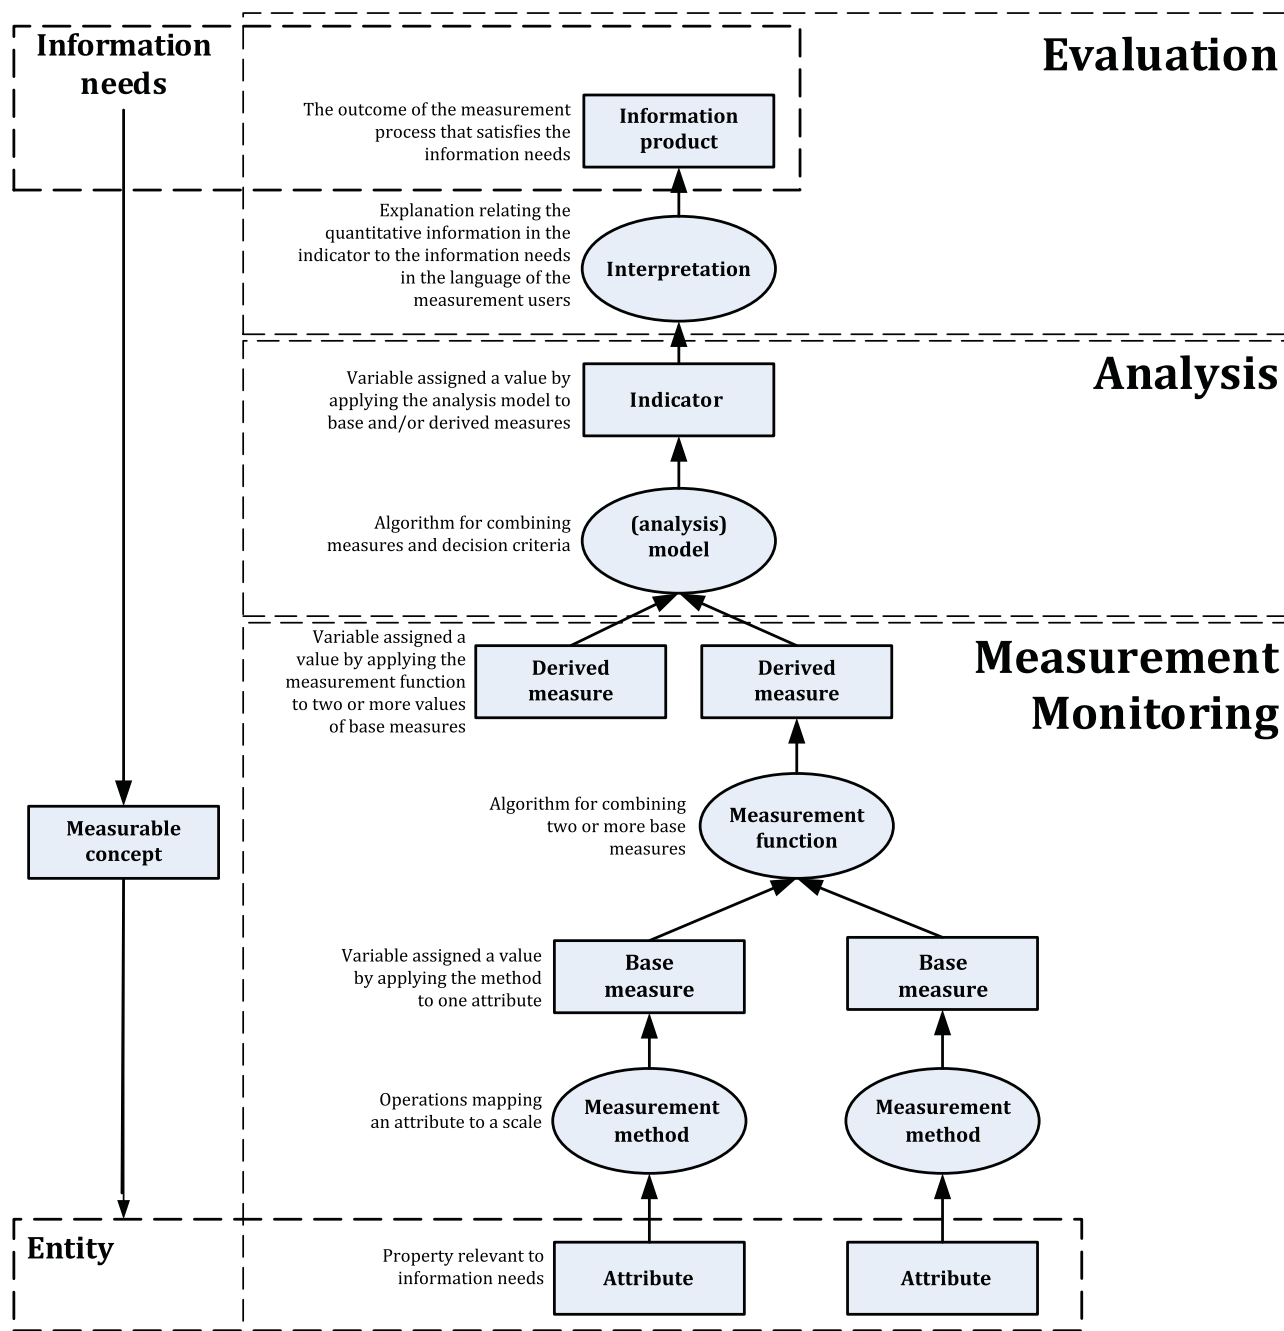 Information
needs
Evaluation
The outcome of the measurement
process that satisfies the
information needs
Information
product
Explanation relating the
quantitative information in the
indicator to the information needs
in the language of the
measurement users
Interpretation
Analysis
Variable assigned a value by
applying the analysis model to
base and/or derived measures
Indicator
Algorithm for combining
measures and decision criteria
(analysis)
model
Measurement
Monitoring
Variable assigned a
value by applying the
measurement function
to two or more values
of base measures
Derived
measure
Derived
measure
Algorithm for combining
two or more base
measures
Measurement
function
Measurable
concept
Variable assigned a value
by applying the method
to one attribute
Base
measure
Base
measure
Operations mapping
an attribute to a scale
Measurement
method
Measurement
method
Entity
Property relevant to
information needs
Attribute
Attribute